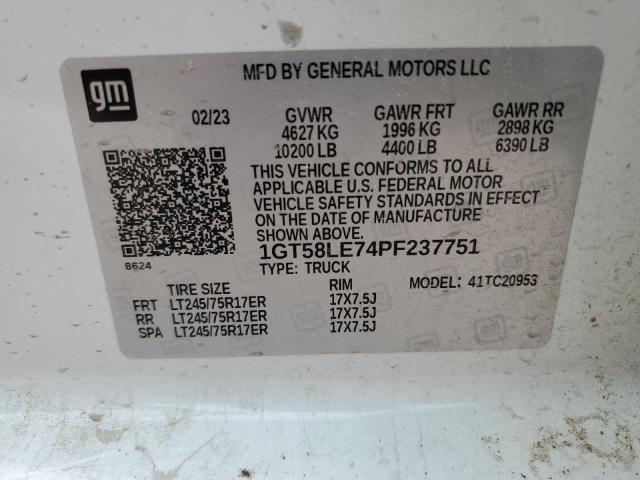 gm
MFD BY GENERAL MOTORS LLC
02/23 GVWR GAWR FRT GAWR RR
4627 KG 1996 KG 2898 KG
10200 LB 4400 LB 6390 LB
THIS VEHICLE CONFORMS TO ALL
APPLICABLE U.S. FEDERAL MOTOR
VEHICLE SAFETY STANDARDS IN EFFECT
ON THE DATE OF MANUFACTURE
SHOWN ABOVE.
8624
1GT58LE74PF237751
TYPE: TRUCK MODEL: 41TC20953
TIRE SIZE RIM
FRT LT245/75R17ER 17X7.5J
RR LT245/75R17ER 17X7.5J
SPA LT245/75R17ER 17X7.5J